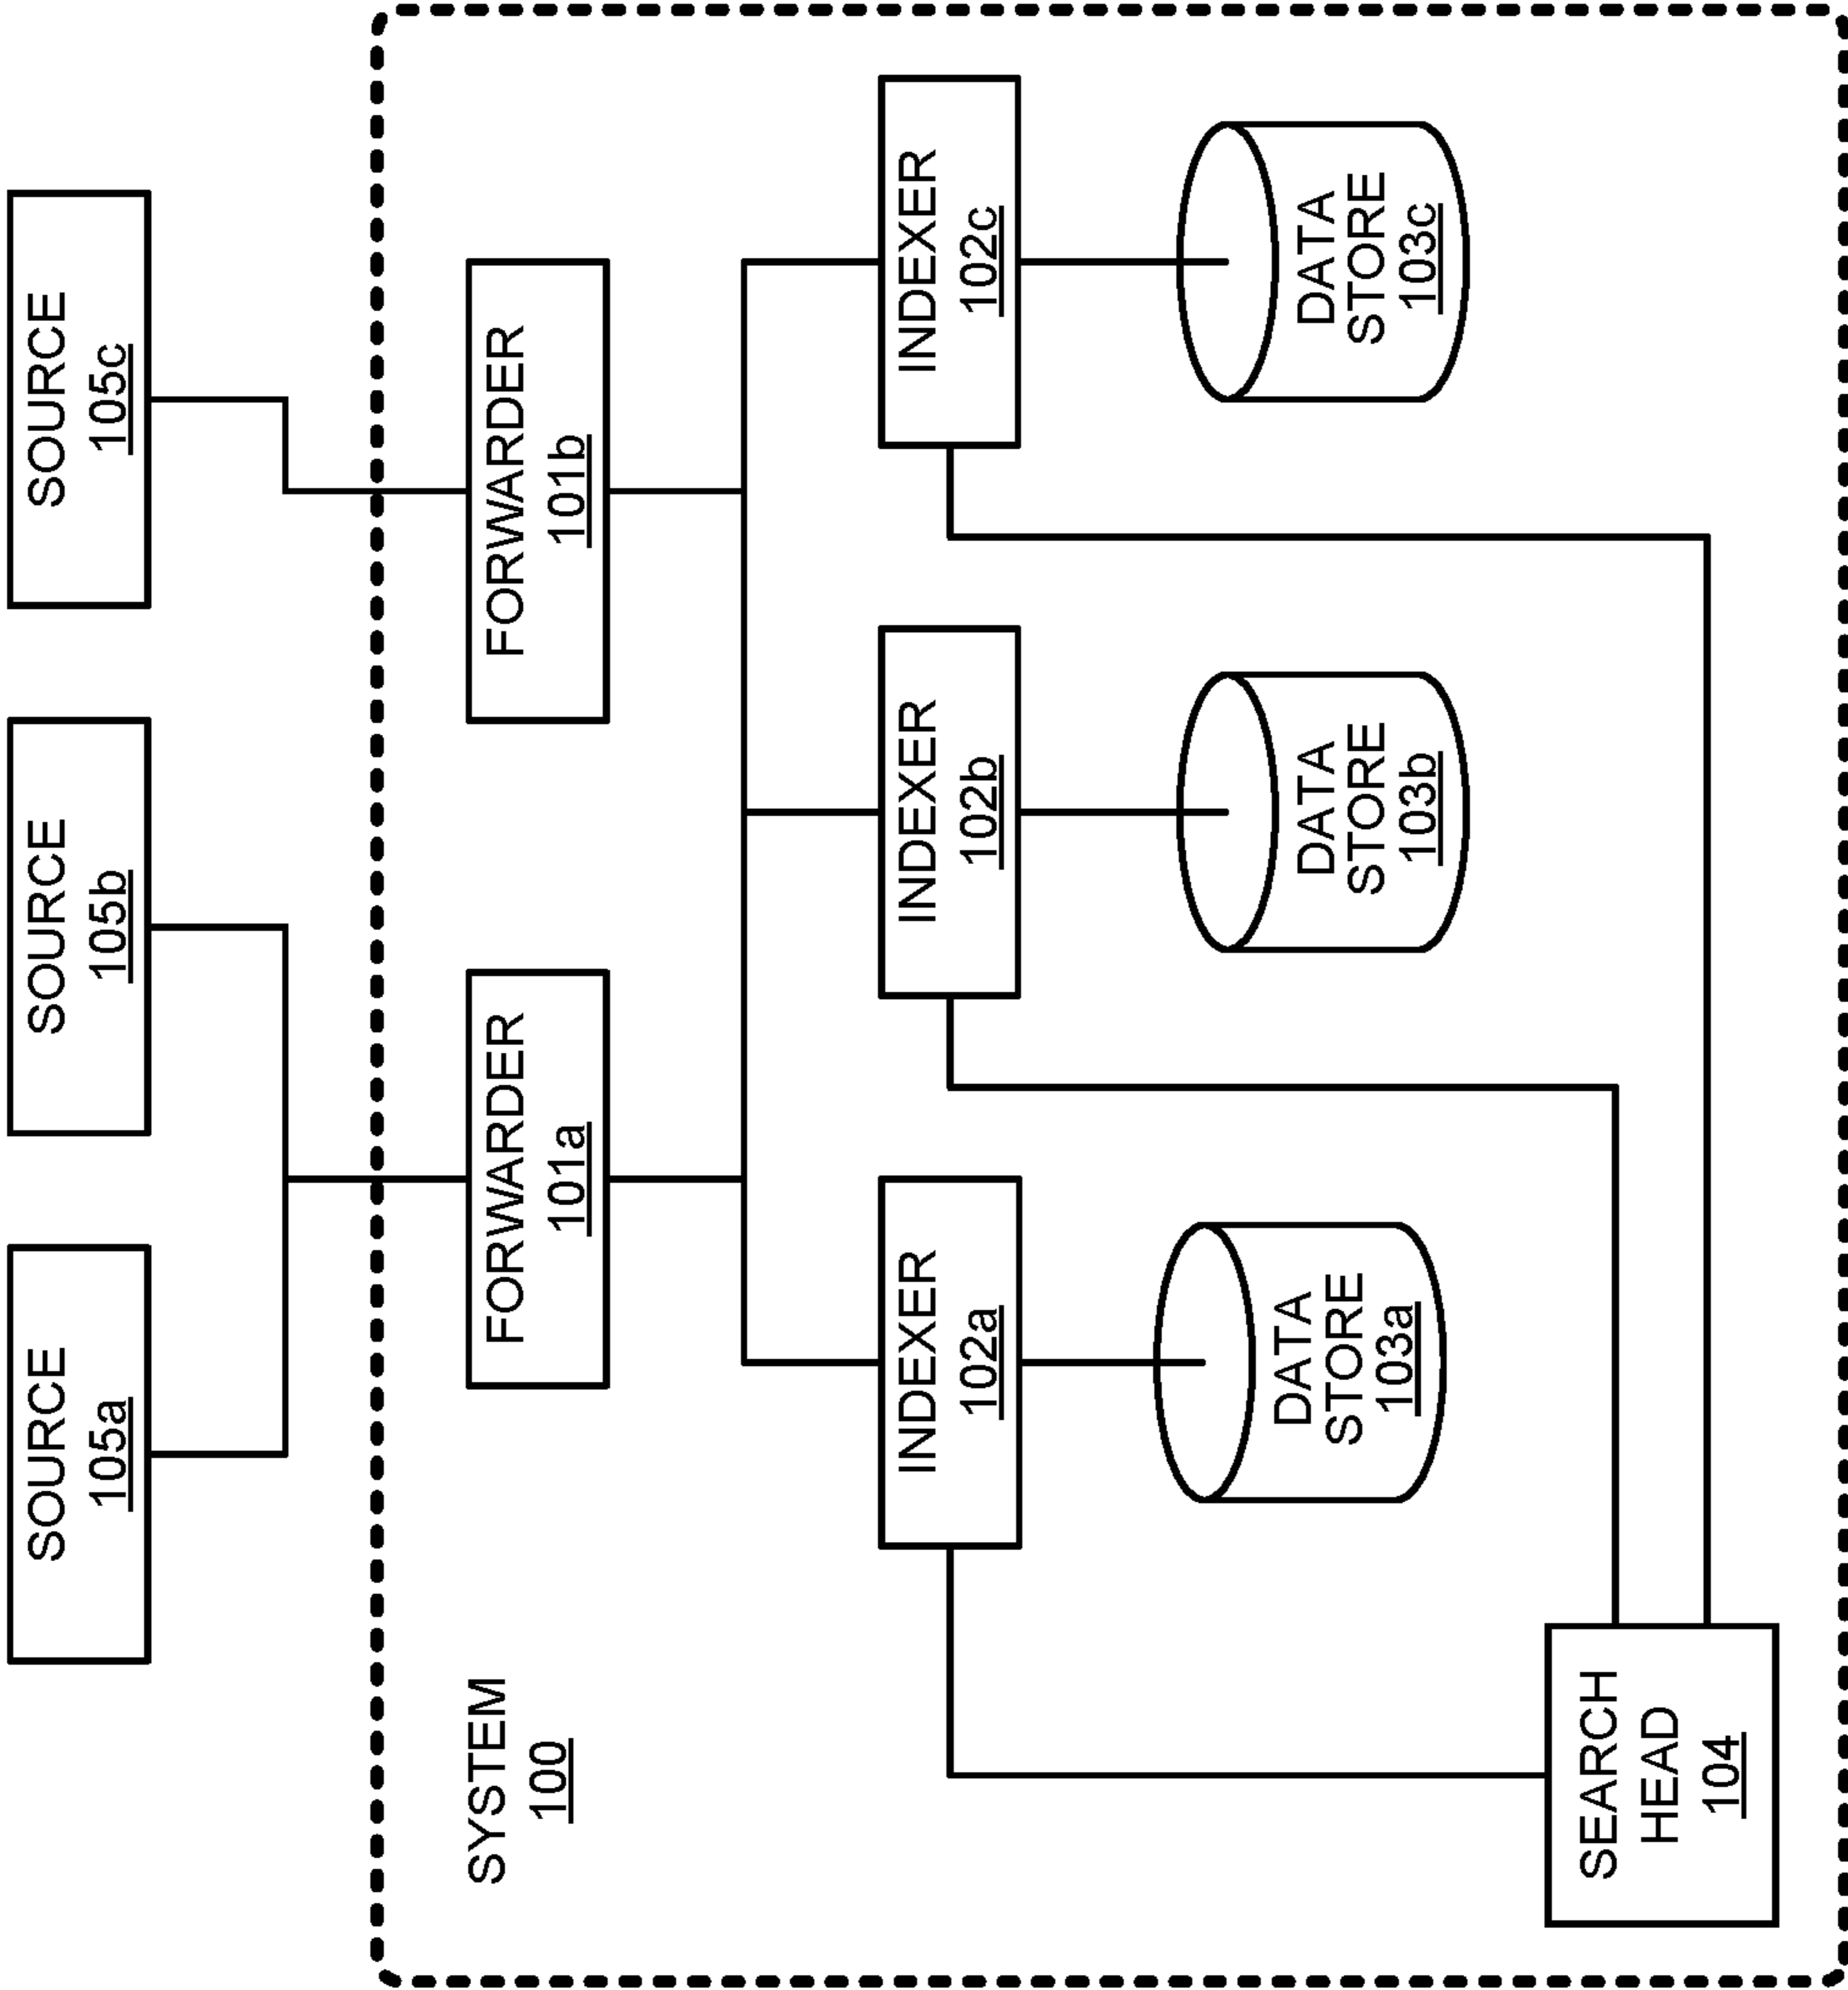 SOURCE
105a
SOURCE
105b
SOURCE
105c
SYSTEM
100
FORWARDER
101a
FORWARDER
101b
INDEXER
102a
INDEXER
102b
INDEXER
102c
DATA
STORE
103a
DATA
STORE
103b
DATA
STORE
103c
SEARCH
HEAD
104